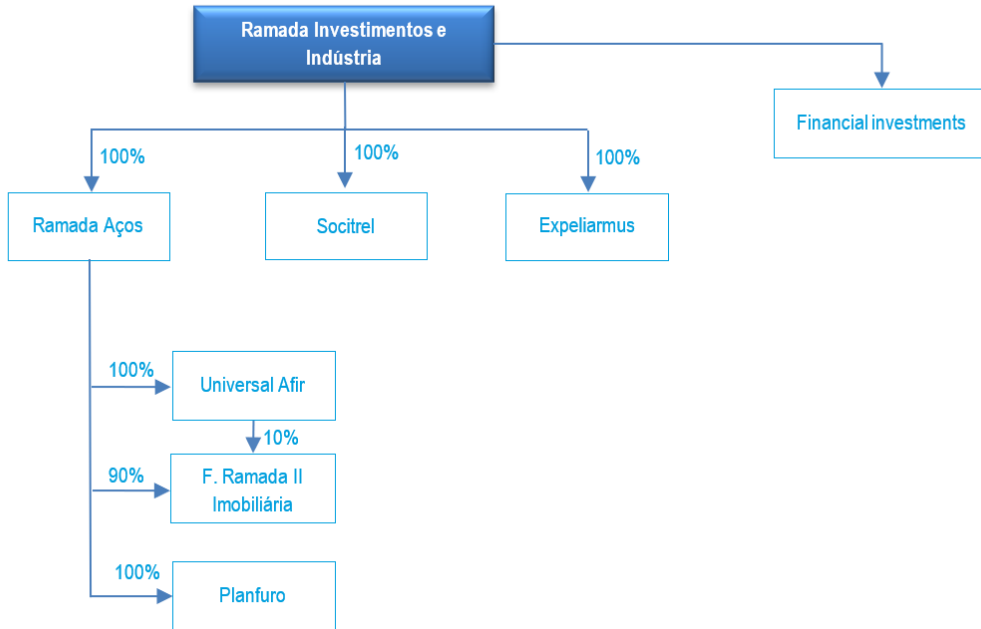 Ramada Investimentos e
Indústria
Financial investments
100%
100%
100%
Ramada Aços
Socitrel
Expeliarmus
100%
Universal Afir
10%
90%
F. Ramada II
Imobiliária
100%
Planfuro